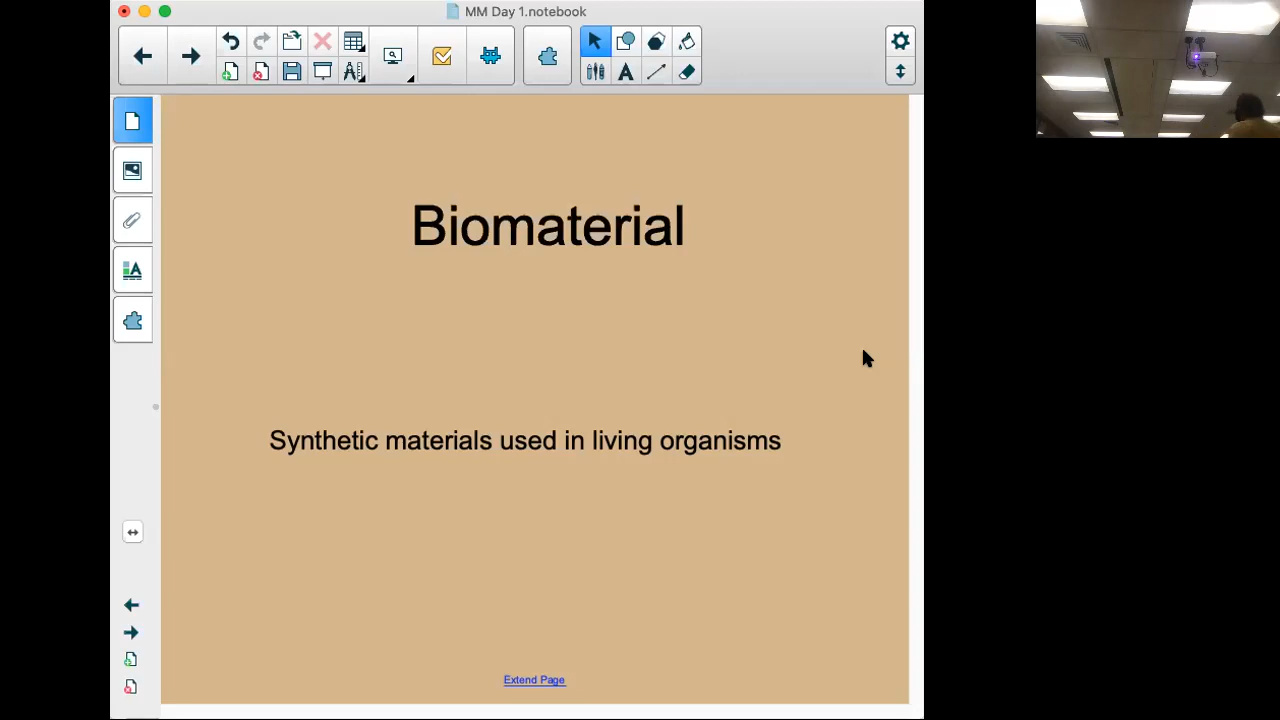 MM Day 1.notebook
Biomaterial
Synthetic materials used in living organisms
Extend Page